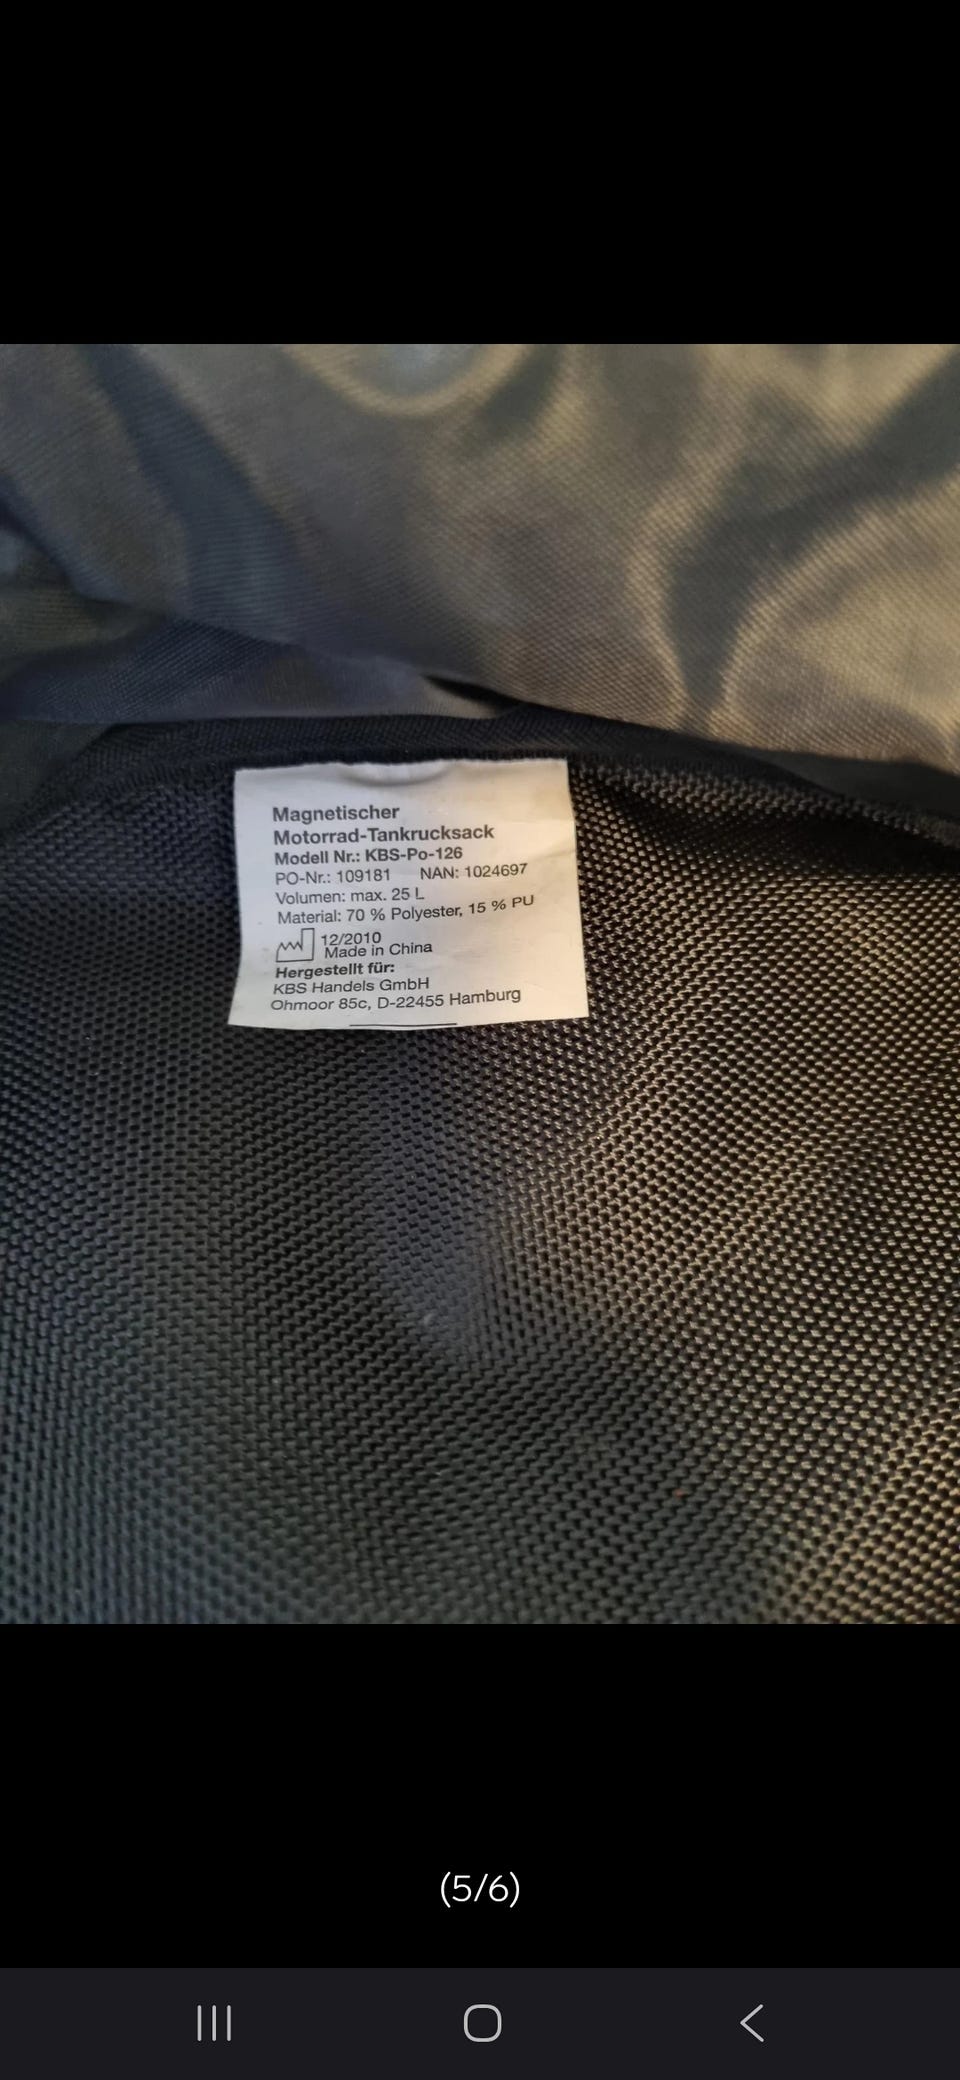 Magnetischer
Motorrad-Tankrucksack
Modell Nr.: KBS-Po-126
PO-Nr.: 109181 NAN: 1024697
Volumen: max. 25 L
Material: 70 % Polyester, 15 % PU
12/2010
Made in China
Hergestellt für:
KBS Handels GmbH
Ohmoor 85c, D-22455 Hamburg
(5/6)